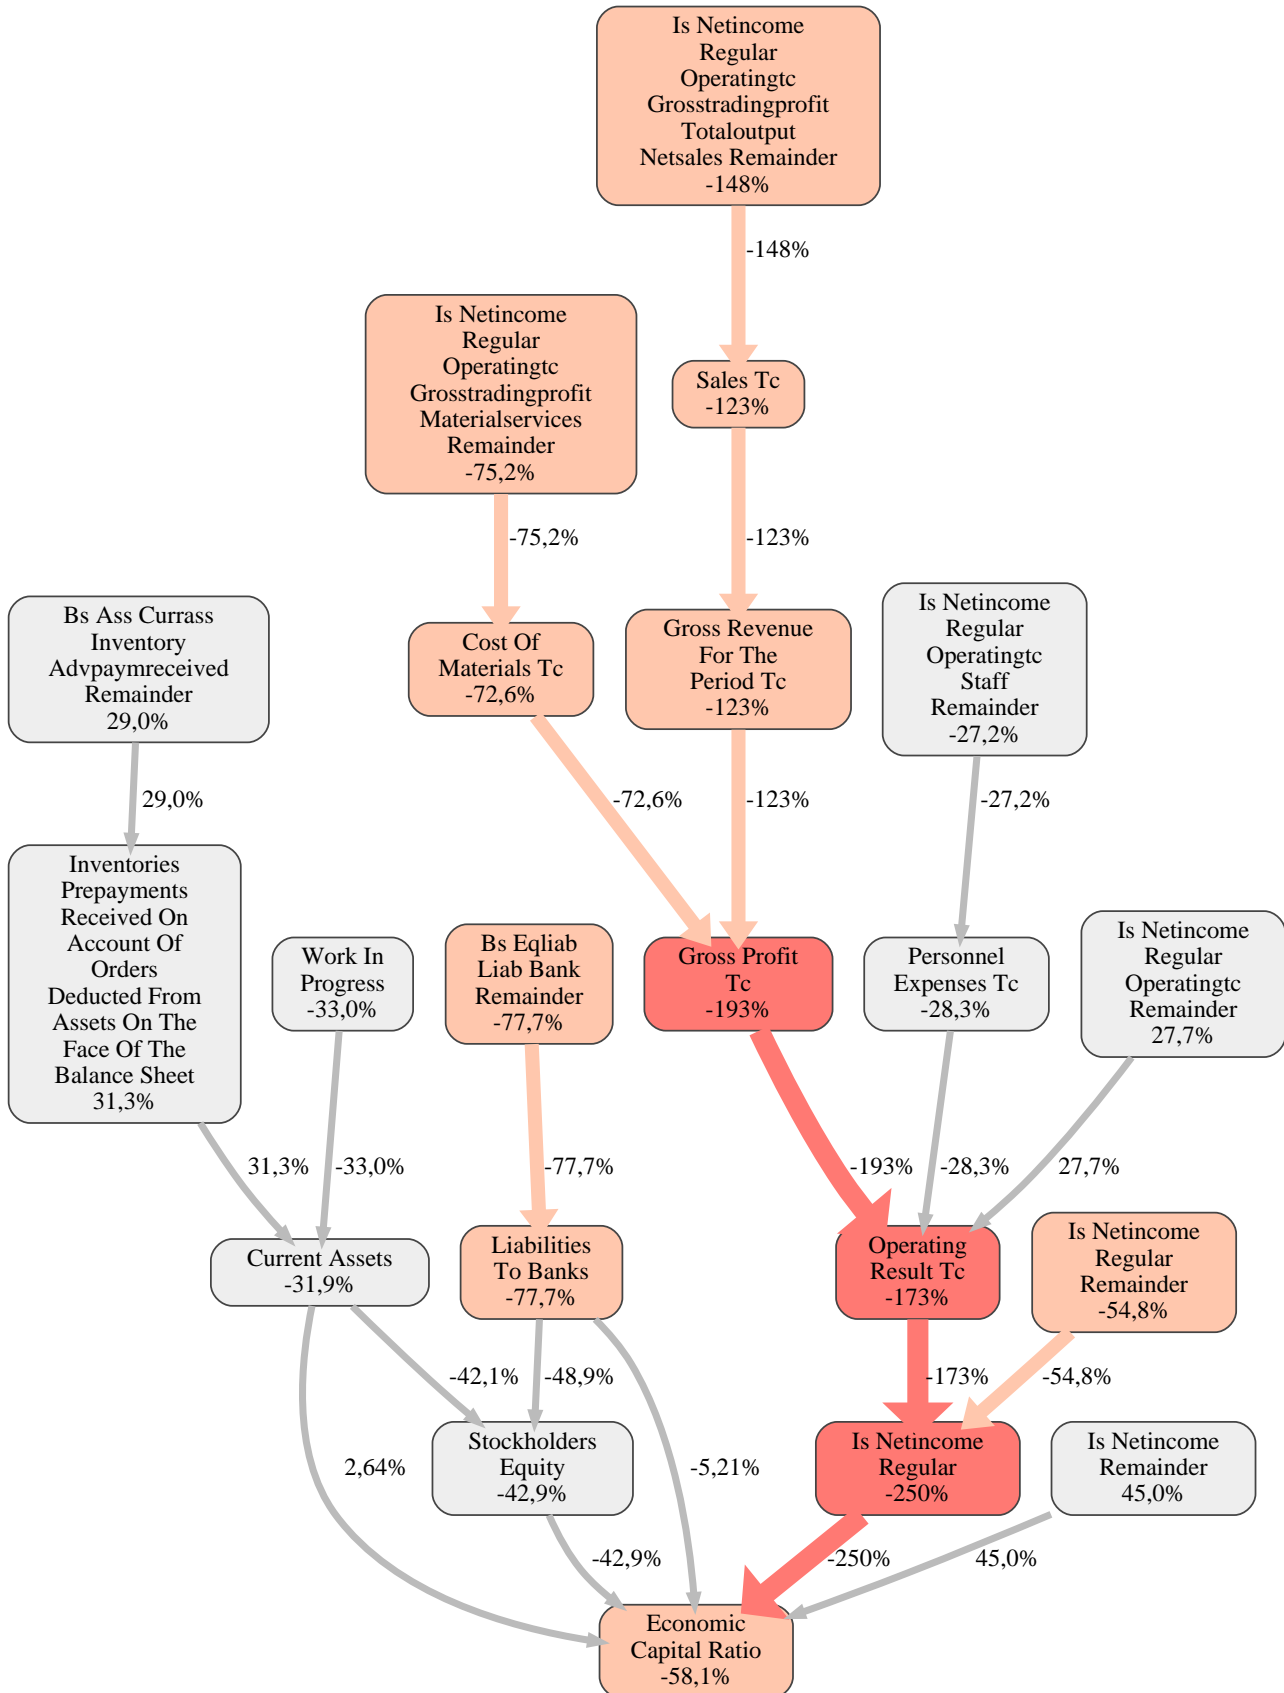 Is Netincome
Regular
Operatingtc
Grosstradingprofit
Totaloutput
Netsales Remainder
-148%
-148%
Is Netincome
Regular
Operatingtc
Grosstradingprofit
Materialservices
Remainder
-75,2%
Sales Tc
-123%
-75,2%
-123%
Bs Ass Currass
Inventory
Advpaymreceived
Remainder
29,0%
Cost Of
Materials Tc
-72,6%
Gross Revenue
For The
Period Tc
-123%
Is Netincome
Regular
Operatingtc
Staff
Remainder
-27,2%
29,0%
-72,6%
-123%
-27,2%
Inventories
Prepayments
Received On
Account Of
Orders
Deducted From
Assets On The
Face Of The
Balance Sheet
31,3%
Work In
Progress
-33,0%
Bs Eqliab
Liab Bank
Remainder
-77,7%
Gross Profit
Tc
-193%
Personnel
Expenses Tc
-28,3%
Is Netincome
Regular
Operatingtc
Remainder
27,7%
31,3%
-33,0%
-77,7%
-193%
-28,3%
27,7%
Current Assets
-31,9%
Liabilities
To Banks
-77,7%
Operating
Result Tc
-173%
Is Netincome
Regular
Remainder
-54,8%
-42,1%
-48,9%
-173%
-54,8%
2,64%
Stockholders
Equity
-42,9%
-5,21%
Is Netincome
Regular
-250%
Is Netincome
Remainder
45,0%
-42,9%
-250%
45,0%
Economic
Capital Ratio
-58,1%